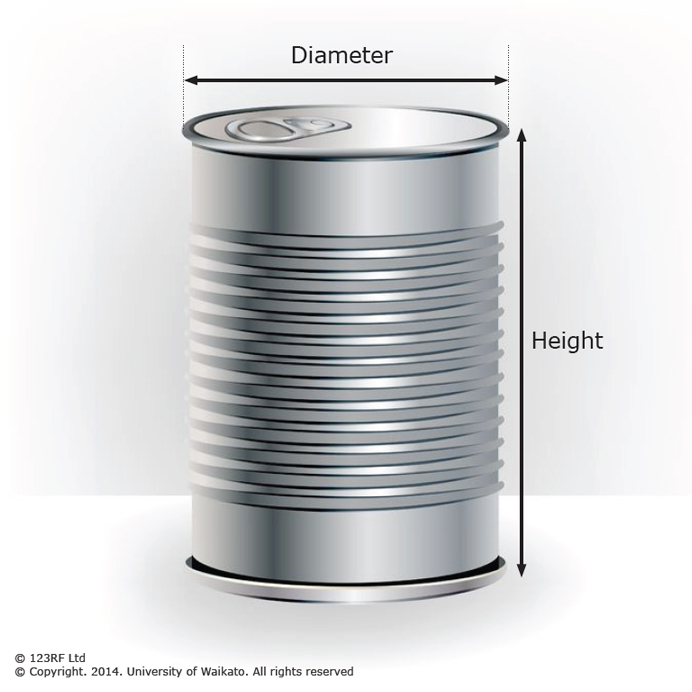 Diameter
Height
© 123RF Ltd
© Copyright. 2014. University of Waikato. All rights reserved